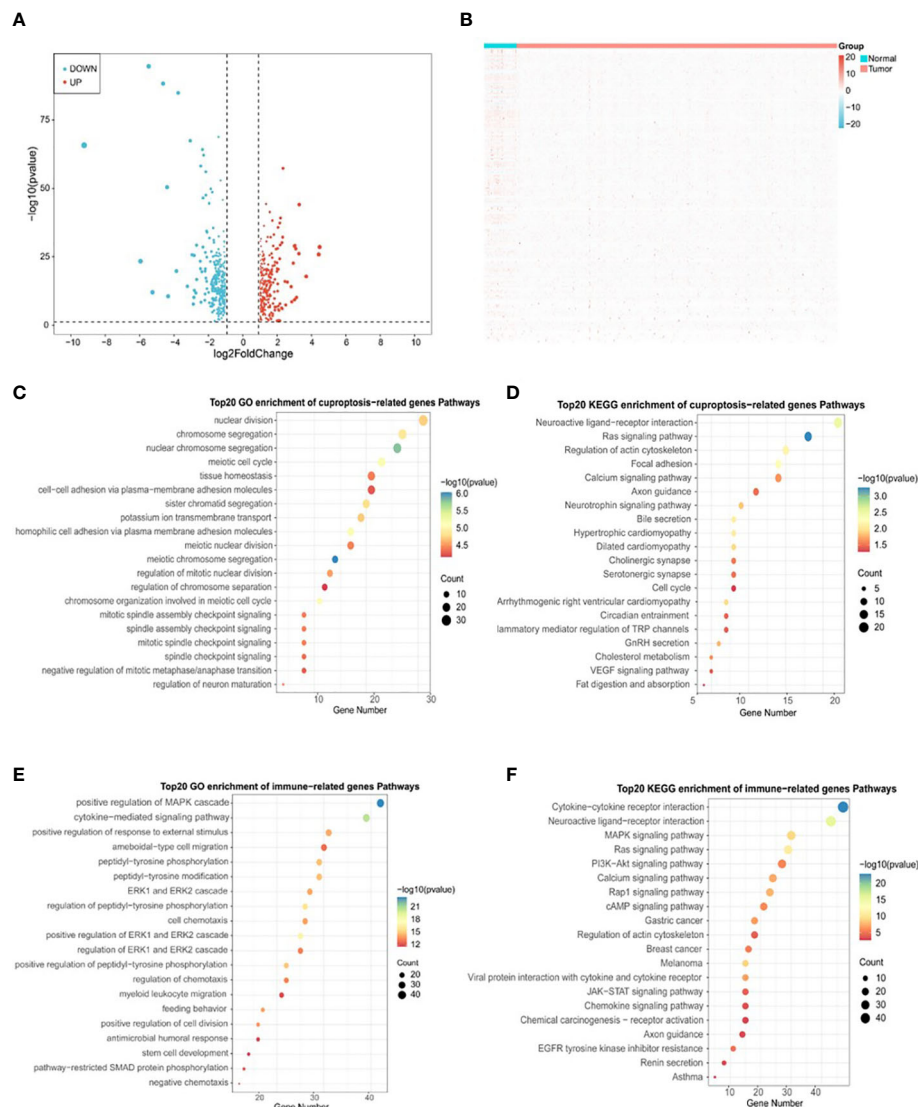 A
B
DOWN
UP
75
50
25
0
−log10(pvalue)
−10 −8 −6 −4 −2 0 2 4 6 8 10
log2FoldChange
Group
20
10
0
−10
−20
Normal
Tumor
C
Top20 GO enrichment of cuproptosis−related genes Pathways
nuclear division
chromosome segregation
nuclear chromosome segregation
meiotic cell cycle
tissue homeostasis
cell−cell adhesion via plasma−membrane adhesion molecules
sister chromatid segregation
potassium ion transmembrane transport
homophilic cell adhesion via plasma membrane adhesion molecules
meiotic nuclear division
meiotic chromosome segregation
regulation of mitotic nuclear division
regulation of chromosome separation
chromosome organization involved in meiotic cell cycle
mitotic spindle assembly checkpoint signaling
spindle assembly checkpoint signaling
mitotic spindle checkpoint signaling
spindle checkpoint signaling
negative regulation of mitotic metaphase/anaphase transition
regulation of neuron maturation
10 20 30
Gene Number
−log10(pvalue)
6.0
5.5
5.0
4.5
Count
10
20
30
D
Top20 KEGG enrichment of cuproptosis−related genes Pathways
Neuroactive ligand−receptor interaction
Ras signaling pathway
Regulation of actin cytoskeleton
Focal adhesion
Calcium signaling pathway
Axon guidance
Neurotrophin signaling pathway
Bile secretion
Hypertrophic cardiomyopathy
Dilated cardiomyopathy
Cholinergic synapse
Serotonergic synapse
Cell cycle
Arrhythmogenic right ventricular cardiomyopathy
Circadian entrainment
lammatory mediator regulation of TRP channels
GnRH secretion
Cholesterol metabolism
VEGF signaling pathway
Fat digestion and absorption
5 10 15 20
Gene Number
−log10(pvalue)
3.0
2.5
2.0
1.5
Count
5
10
15
20
E
Top20 GO enrichment of immune−related genes Pathways
positive regulation of MAPK cascade
cytokine−mediated signaling pathway
positive regulation of response to external stimulus
ameboidal−type cell migration
peptidyl−tyrosine phosphorylation
peptidyl−tyrosine modification
ERK1 and ERK2 cascade
regulation of peptidyl−tyrosine phosphorylation
cell chemotaxis
positive regulation of ERK1 and ERK2 cascade
regulation of ERK1 and ERK2 cascade
positive regulation of peptidyl−tyrosine phosphorylation
regulation of chemotaxis
myeloid leukocyte migration
feeding behavior
positive regulation of cell division
antimicrobial humoral response
stem cell development
pathway−restricted SMAD protein phosphorylation
negative chemotaxis
20 30 40
Gene Number
−log10(pvalue)
21
18
15
12
Count
20
30
40
F
Top20 KEGG enrichment of immune−related genes Pathways
Cytokine−cytokine receptor interaction
Neuroactive ligand−receptor interaction
MAPK signaling pathway
Ras signaling pathway
PI3K−Akt signaling pathway
Calcium signaling pathway
Rap1 signaling pathway
cAMP signaling pathway
Gastric cancer
Regulation of actin cytoskeleton
Breast cancer
Melanoma
Viral protein interaction with cytokine and cytokine receptor
JAK−STAT signaling pathway
Chemokine signaling pathway
Chemical carcinogenesis − receptor activation
Axon guidance
EGFR tyrosine kinase inhibitor resistance
Renin secretion
Asthma
10 20 30 40
Gene Number
−log10(pvalue)
20
15
10
5
Count
10
20
30
40